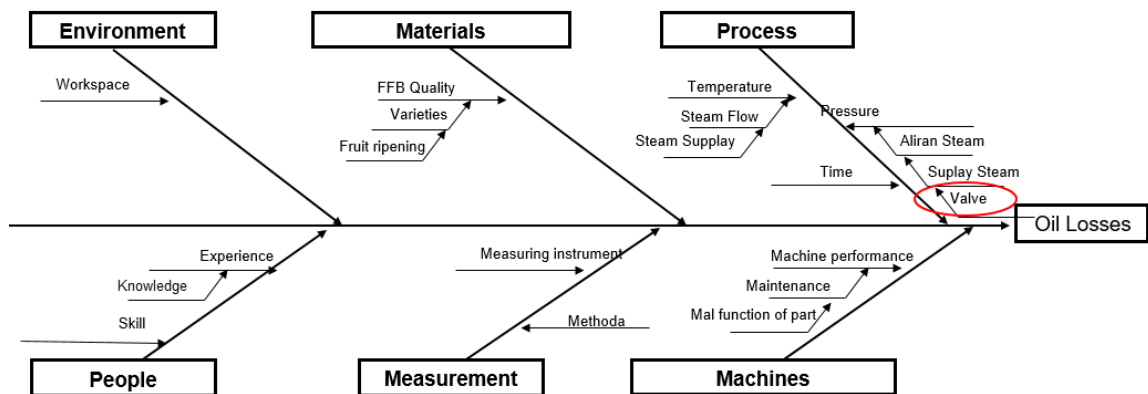 Environment
Materials
Process
Workspace
FFB Quality
Varieties
Fruit ripening
Temperature
Steam Flow
Steam Supplay
Time
Pressure
Aliran Steam
Suplay Steam
Valve
Oil Losses
Experience
Knowledge
Skill
Measuring instrument
Methoda
Machine performance
Maintenance
Mal function of part
People
Measurement
Machines